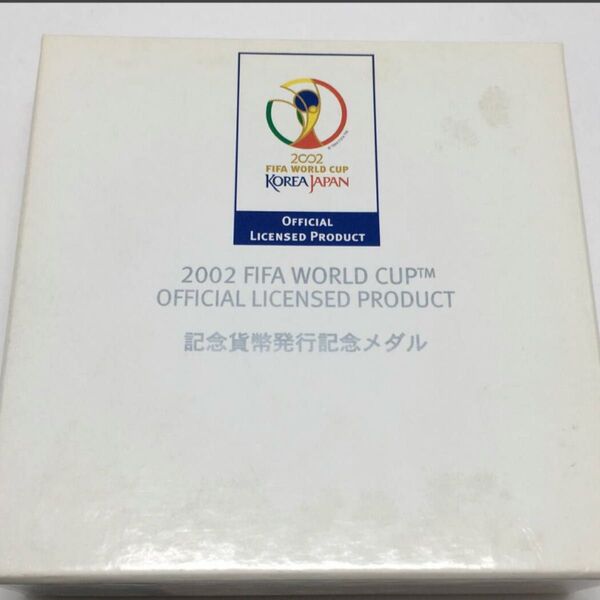 2002
FIFA WORLD CUP
KOREA JAPAN
OFFICIAL
LICENSED PRODUCT
2002 FIFA WORLD CUP™
OFFICIAL LICENSED PRODUCT
記念貨幣発行記念メダル